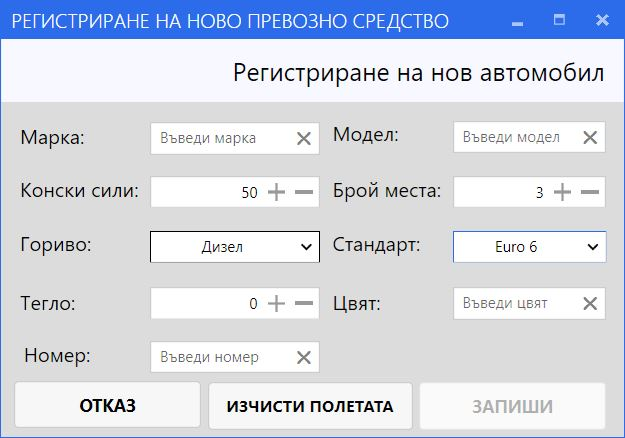 РЕГИСТРИРАНЕ НА НОВО ПРЕВОЗНО СРЕДСТВО
Регистриране на нов автомобил
Марка: Въведи марка Модел: Въведи модел
Конски сили: 50 Брой места: 3
Гориво: Дизел Стандарт: Euro 6
Тегло: 0 Цвят: Въведи цвят
Номер: Въведи номер
ОТКАЗ ИЗЧИСТИ ПОЛЕТАТА ЗАПИШИ